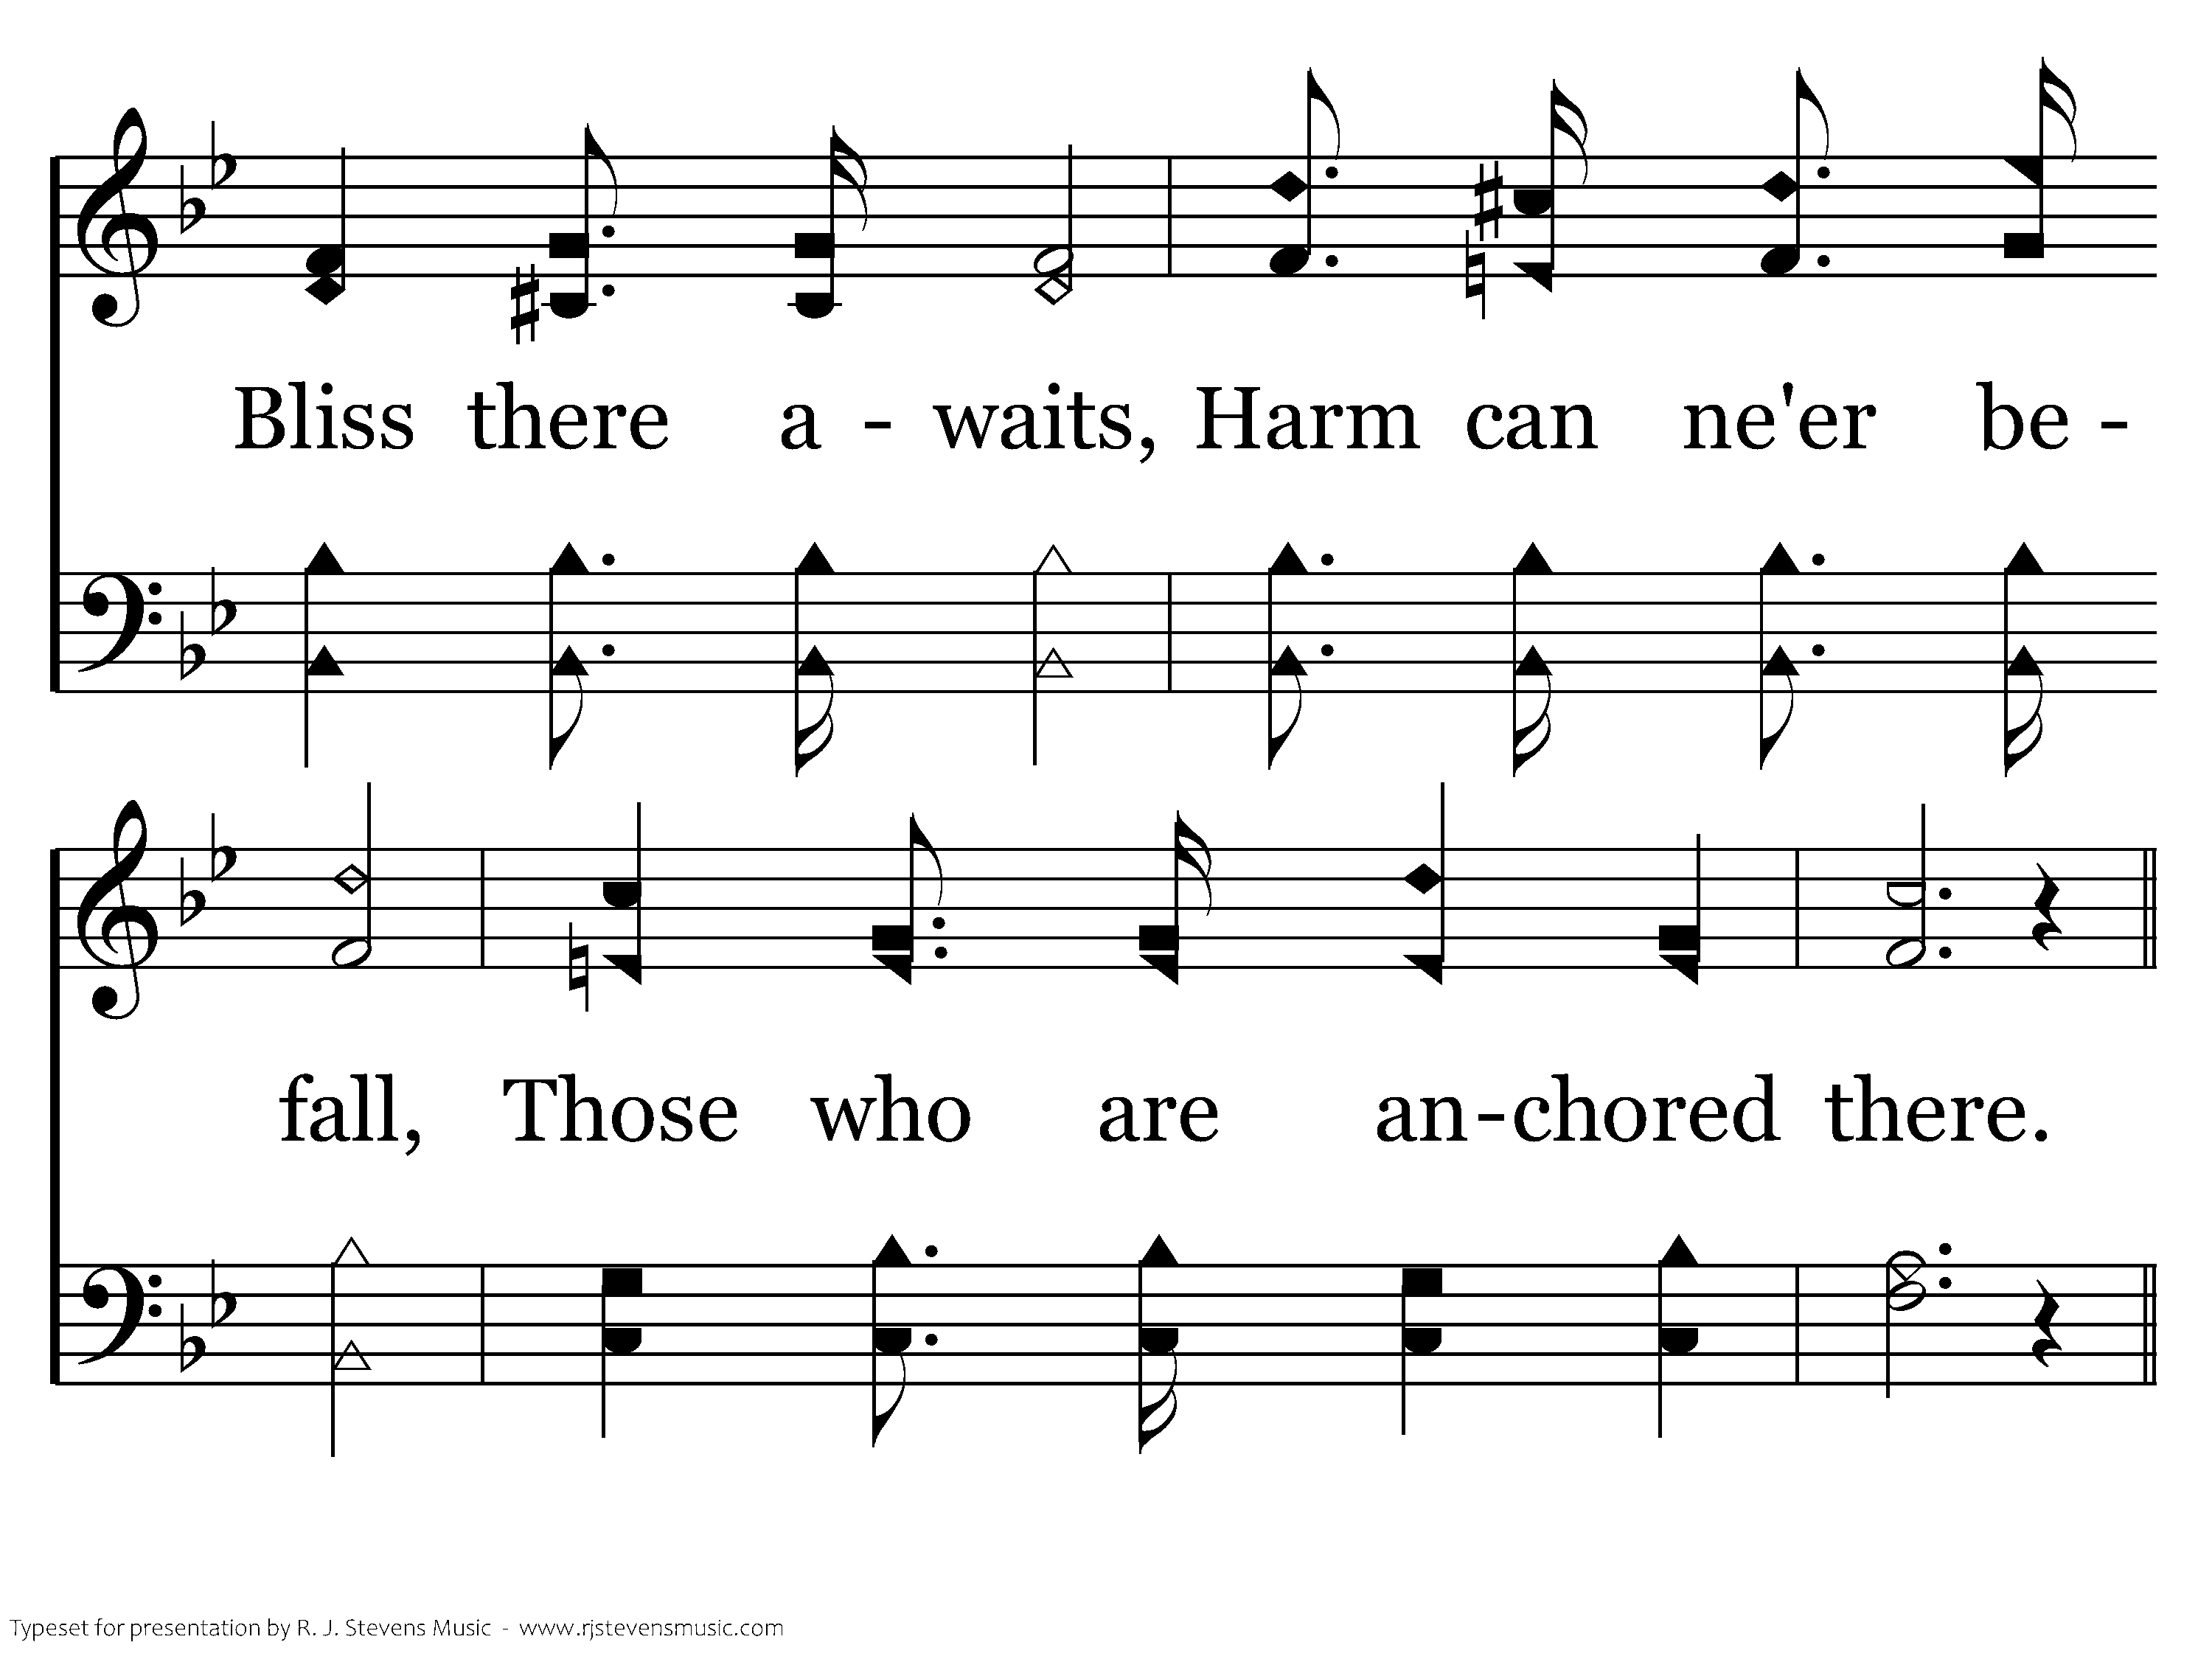 Bliss there a - waits, Harm can ne'er be -
fall, Those who are an-chored there.
Typeset for presentation by R. J. Stevens Music - www.rjstevensmusic.com